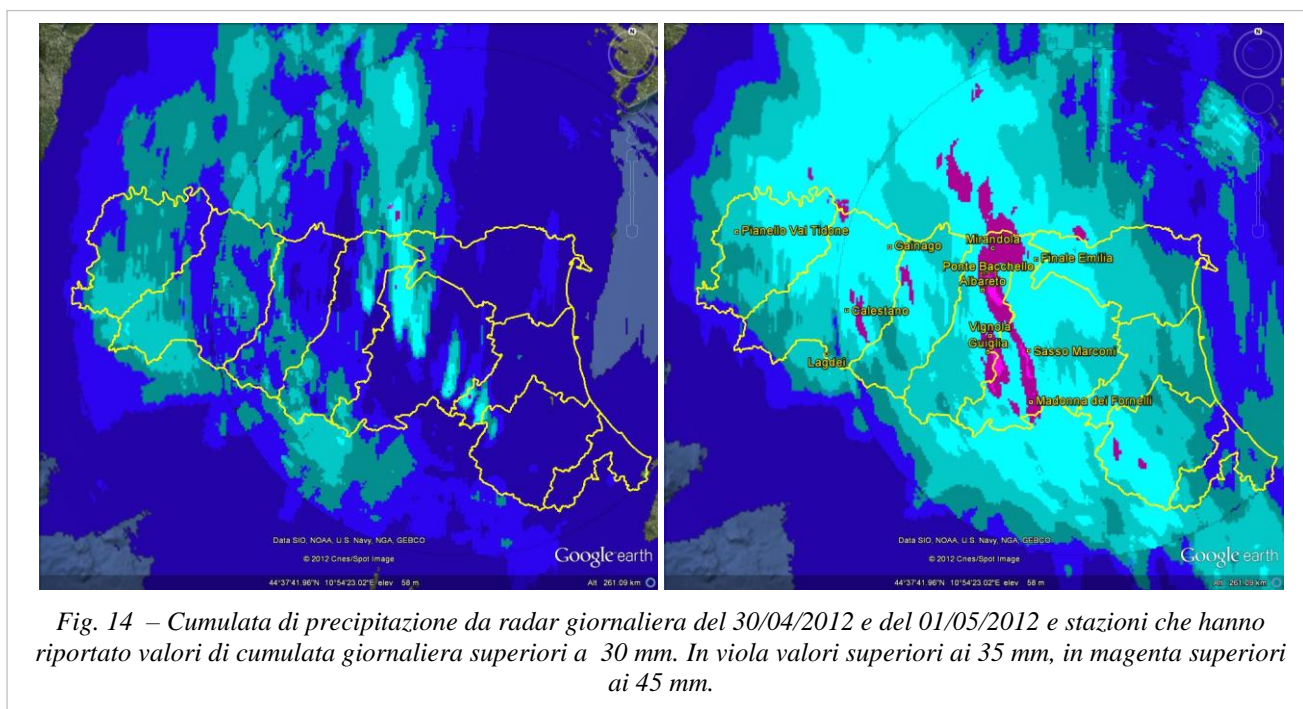 N
N
Pianello Val Tidone
Gainago
Mirandola
Finale Emilia
Ponte Bacchello
Albareto
Calestano
Vignola
Guiglia
Sasso Marconi
Lagdei
Madonna dei Fornelli
Data SIO, NOAA, U.S. Navy, NGA, GEBCO
© 2012 Cnes/Spot Image
Google earth
44°37'41.96"N 10°54'23.02"E elev 58 m
Alt 261.09 km
Data SIO, NOAA, U.S. Navy, NGA, GEBCO
© 2012 Cnes/Spot Image
Google earth
44°37'41.96"N 10°54'23.02"E elev 58 m
Alt 261.09 km
Fig. 14 – Cumulata di precipitazione da radar giornaliera del 30/04/2012 e del 01/05/2012 e stazioni che hanno
riportato valori di cumulata giornaliera superiori a 30 mm. In viola valori superiori ai 35 mm, in magenta superiori
ai 45 mm.